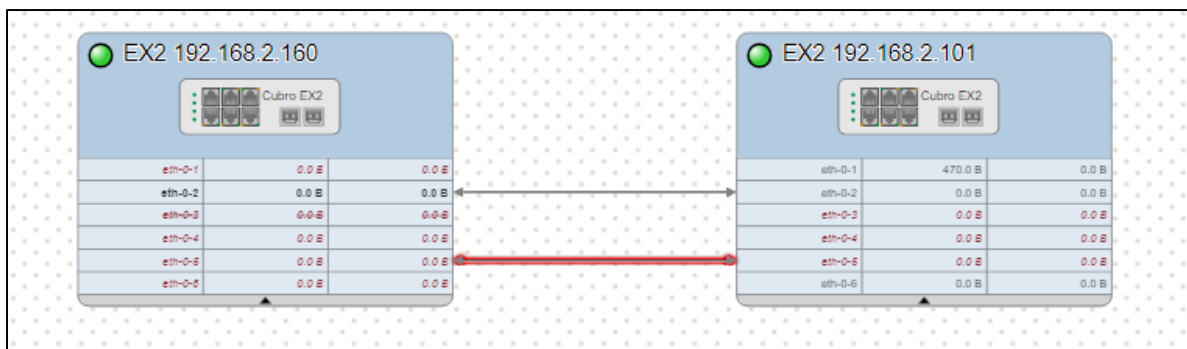 EX2 192.168.2.160
Cubro EX2
eth-0-1 0.0 B 0.0 B
eth-0-2 0.0 B 0.0 B
eth-0-3 0.0 B 0.0 B
eth-0-4 0.0 B 0.0 B
eth-0-5 0.0 B 0.0 B
eth-0-6 0.0 B 0.0 B
EX2 192.168.2.101
Cubro EX2
eth-0-1 470.0 B 0.0 B
eth-0-2 0.0 B 0.0 B
eth-0-3 0.0 B 0.0 B
eth-0-4 0.0 B 0.0 B
eth-0-5 0.0 B 0.0 B
eth-0-6 0.0 B 0.0 B